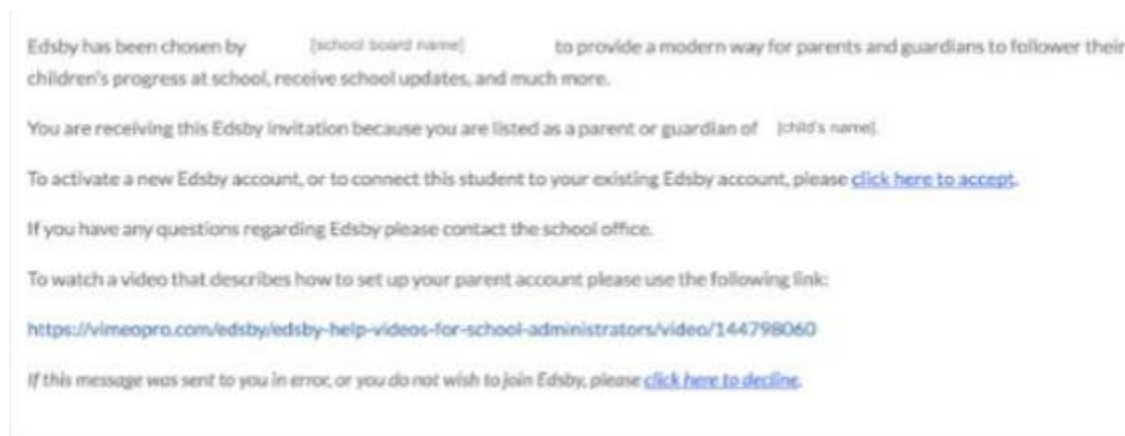 Edsby has been chosen by [school board name] to provide a modern way for parents and guardians to follower their
children's progress at school, receive school updates, and much more.
You are receiving this Edsby invitation because you are listed as a parent or guardian of [child's name].
To activate a new Edsby account, or to connect this student to your existing Edsby account, please click here to accept.
If you have any questions regarding Edsby please contact the school office.
To watch a video that describes how to set up your parent account please use the following link:
https://vimeopro.com/edsby/edsby-help-videos-for-school-administrators/video/144798060
If this message was sent to you in error, or you do not wish to join Edsby, please click here to decline.